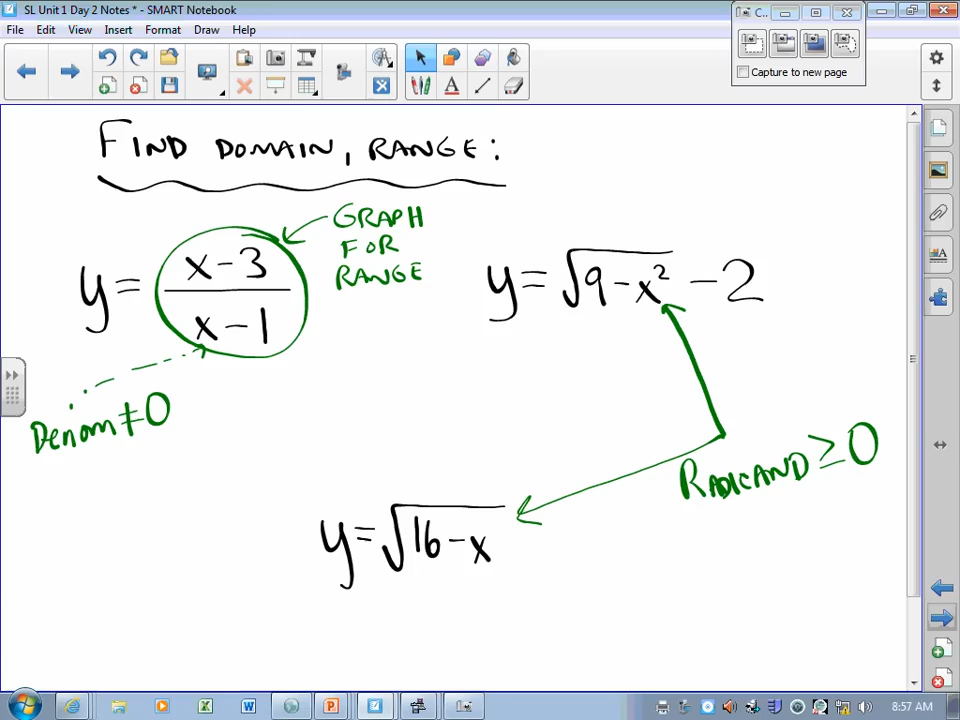 SL Unit 1 Day 2 Notes * - SMART Notebook
C..
File Edit View Insert Format Draw Help
Capture to new page
FIND DOMAIN, RANGE:
GRAPH
FOR
RANGE
y = x-3
x-1
y = √9-x² -2
Denom ≠ 0
RADICAND ≥ 0
y = √16-x
8:57 AM